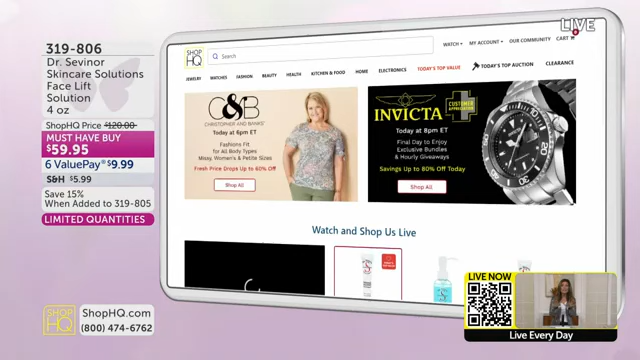 LIVE
319-806
Dr. Sevinor
Skincare Solutions
Face Lift
Solution
4 oz
ShopHQ Price $120.00
MUST HAVE BUY
$59.95
6 ValuePay® $9.99
S&H $5.99
Save 15%
When Added to 319-805
LIMITED QUANTITIES
SHOP HQ
ShopHQ.com
(800) 474-6762
SHOP HQ
Search
WATCH
MY ACCOUNT
OUR COMMUNITY
CART
JEWELRY
WATCHES
FASHION
BEAUTY
HEALTH
KITCHEN & FOOD
HOME
ELECTRONICS
TODAY'S TOP VALUE
TODAY'S TOP AUCTION
CLEARANCE
C&B
CHRISTOPHER AND BANKS
Today at 6pm ET
Fashions Fit
for All Body Types
Missy, Women's & Petite Sizes
Fresh Price Drops Up to 60% Off
Shop All
INVICTA
CUSTOMER
APPRECIATION
Today at 8pm ET
Final Day to Enjoy
Exclusive Bundles
& Hourly Giveaways
Savings Up to 80% Off Today
Shop All
Watch and Shop Us Live
LIVE NOW
Live Every Day